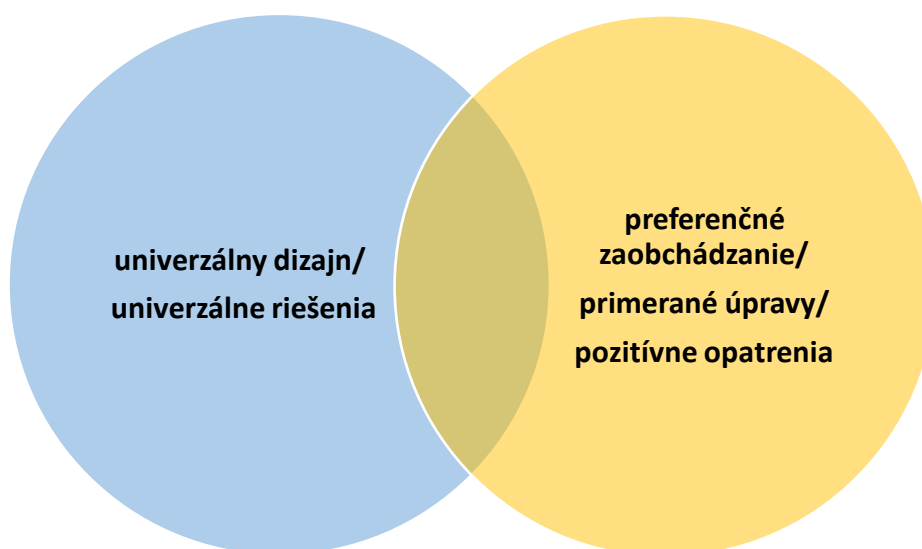 univerzálny dizajn/
univerzálne riešenia
preferenčné
zaobchádzanie/
primerané úpravy/
pozitívne opatrenia